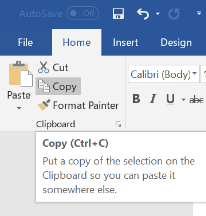 AutoSave Off
File Home Insert Design
Cut
Calibri (Body)
Copy
Paste
Format Painter
B I U abc
Clipboard
Copy (Ctrl+C)
Put a copy of the selection on the
Clipboard so you can paste it
somewhere else.